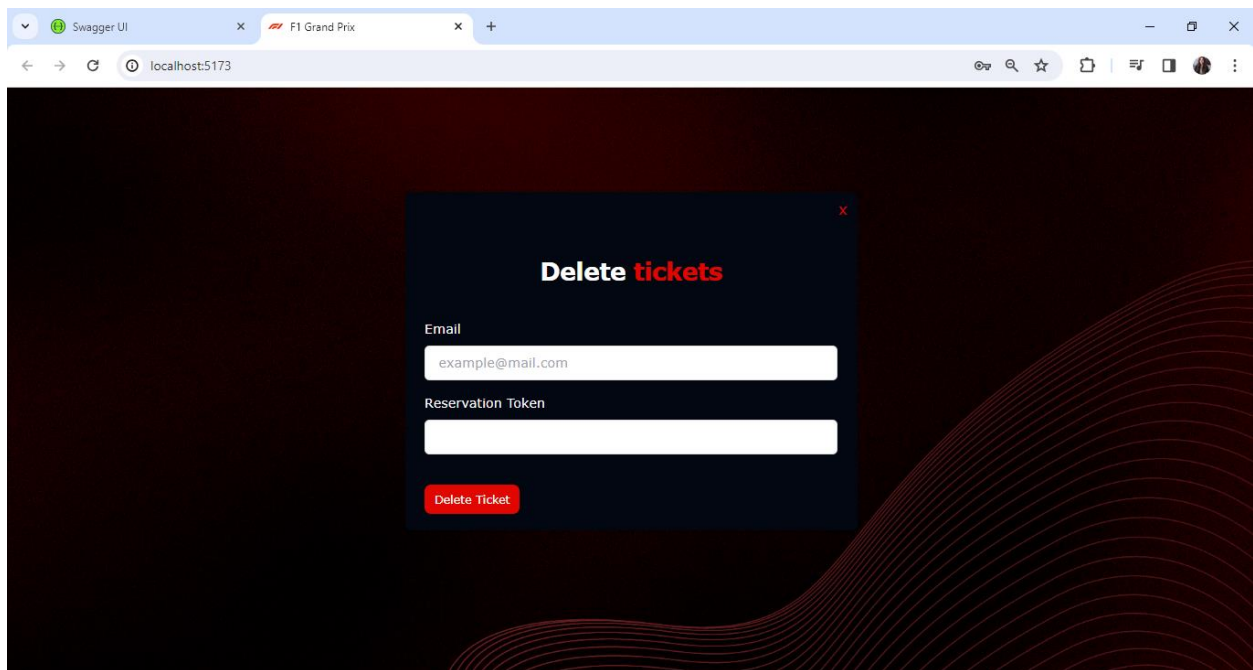 Swagger UI
F1 Grand Prix
localhost:5173
x
Delete tickets
Email
example@mail.com
Reservation Token
Delete Ticket